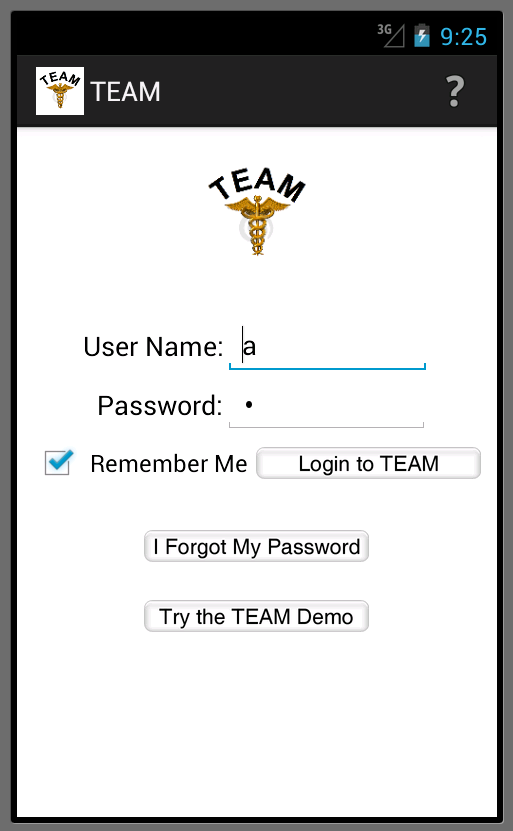 3G 9:25
TEAM TEAM ?
TEAM
User Name: a
Password: •
Remember Me Login to TEAM
I Forgot My Password
Try the TEAM Demo